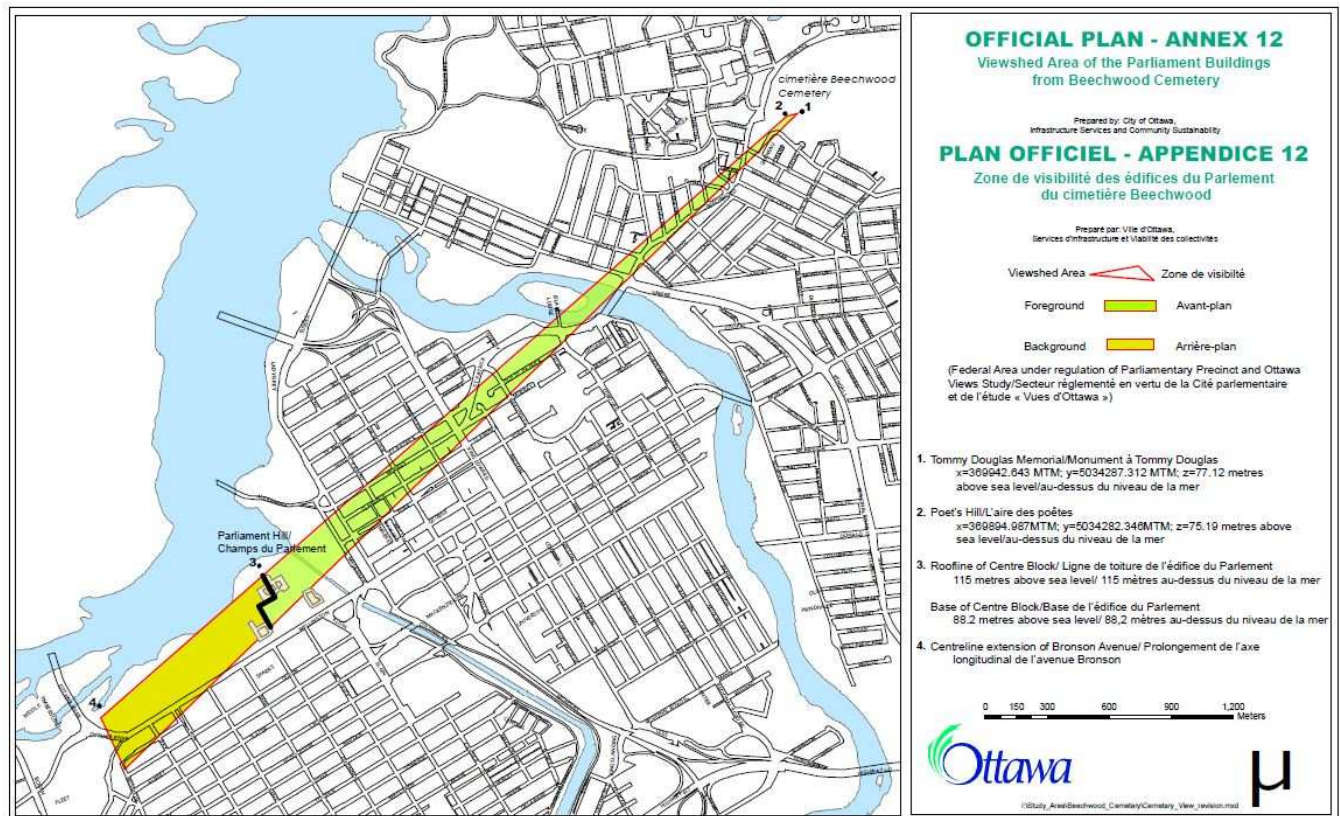 cimetière Beechwood
Cemetery
2
1
Parliament Hill/
Champs du Parlement
3
4
WELLINGTON
SPARKS
OFFICIAL PLAN - ANNEX 12
Viewshed Area of the Parliament Buildings
from Beechwood Cemetery
Prepared by: City of Ottawa,
Infrastructure Services and Community Sustainability
PLAN OFFICIEL - APPENDICE 12
Zone de visibilité des édifices du Parlement
du cimetière Beechwood
Preparé par: Ville d'Ottawa,
Services d'infrastructure et Viabilité des collectivités
Viewshed Area Zone de visibilté
Foreground Avant-plan
Background Arrière-plan
(Federal Area under regulation of Parliamentary Precinct and Ottawa
Views Study/Secteur règlementé en vertu de la Cité parlementaire
et de l'étude « Vues d'Ottawa »)
1. Tommy Douglas Memorial/Monument à Tommy Douglas
x=369942.643 MTM; y=5034287.312 MTM; z=77.12 metres
above sea level/au-dessus du niveau de la mer
2. Poet's Hill/L'aire des poêtes
x=369894.987MTM; y=5034282.346MTM; z=75.19 metres above
sea level/au-dessus du niveau de la mer
3. Roofline of Centre Block/ Ligne de toiture de l'édifice du Parlement
115 metres above sea level/ 115 mètres au-dessus du niveau de la mer
Base of Centre Block/Base de l'édifice du Parlement
88.2 metres above sea level/ 88,2 mètres au-dessus du niveau de la mer
4. Centreline extension of Bronson Avenue/ Prolongement de l'axe
longitudinal de l'avenue Bronson
0 150 300 600 900 1,200
Meters
Ottawa
µ